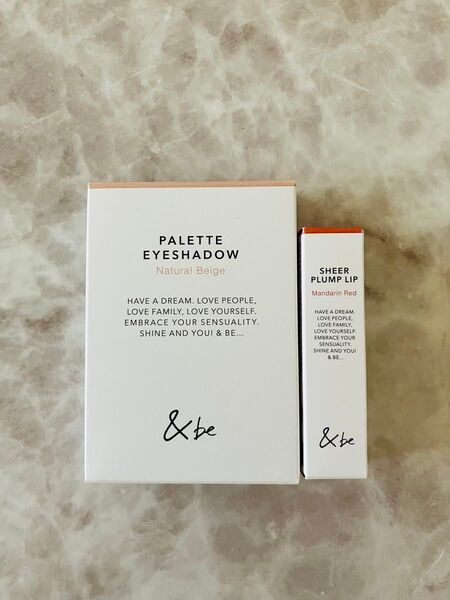 PALETTE
EYESHADOW
Natural Beige
HAVE A DREAM. LOVE PEOPLE,
LOVE FAMILY, LOVE YOURSELF.
EMBRACE YOUR SENSUALITY.
SHINE AND YOU! & BE...
&be
SHEER
PLUMP LIP
Mandarin Red
HAVE A DREAM.
LOVE PEOPLE,
LOVE FAMILY,
LOVE YOURSELF.
EMBRACE YOUR
SENSUALITY.
SHINE AND YOU!
& BE...
&be